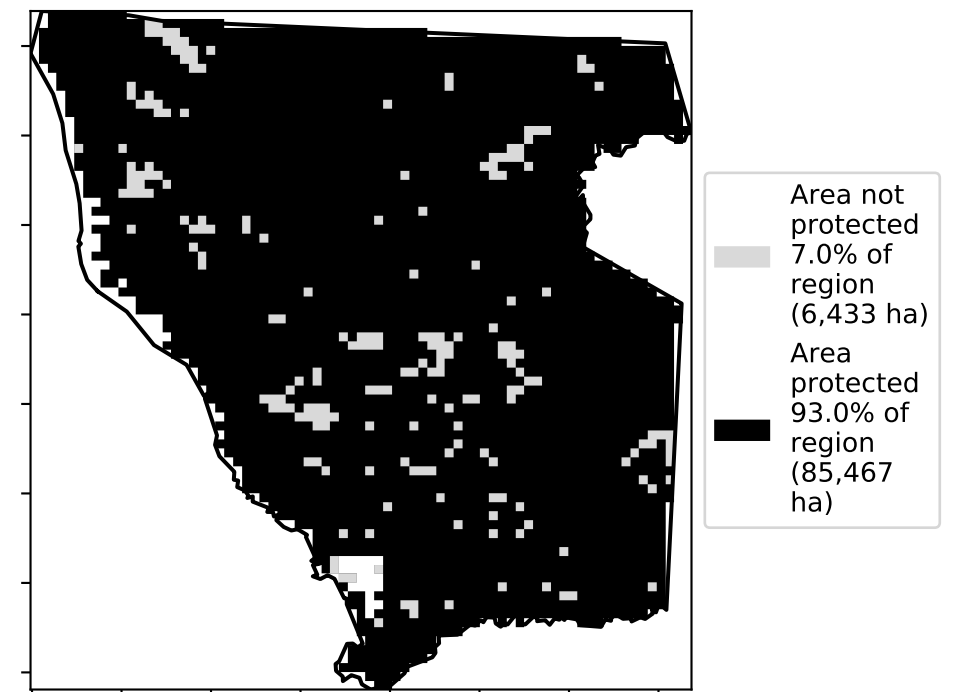 Area not
protected
7.0% of
region
(6,433 ha)
Area
protected
93.0% of
region
(85,467
ha)